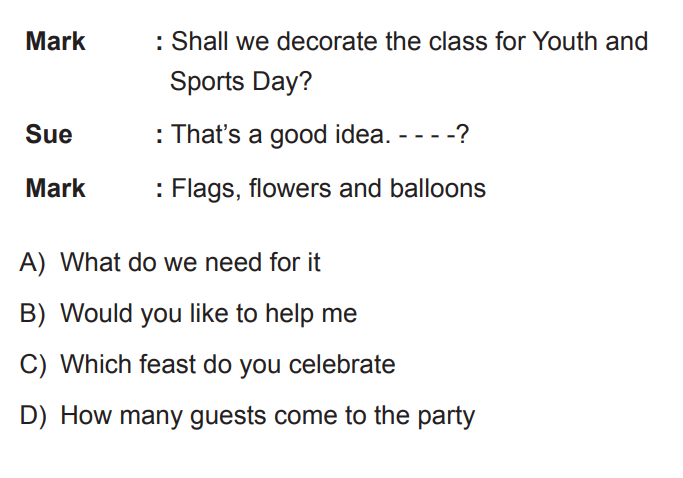 Mark : Shall we decorate the class for Youth and
Sports Day?
Sue : That’s a good idea. - - - -?
Mark : Flags, flowers and balloons
A) What do we need for it
B) Would you like to help me
C) Which feast do you celebrate
D) How many guests come to the party